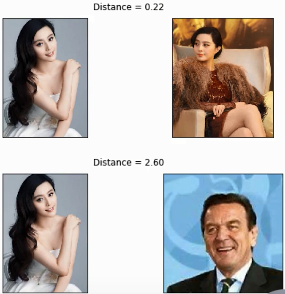 Distance = 0.22
Distance = 2.60